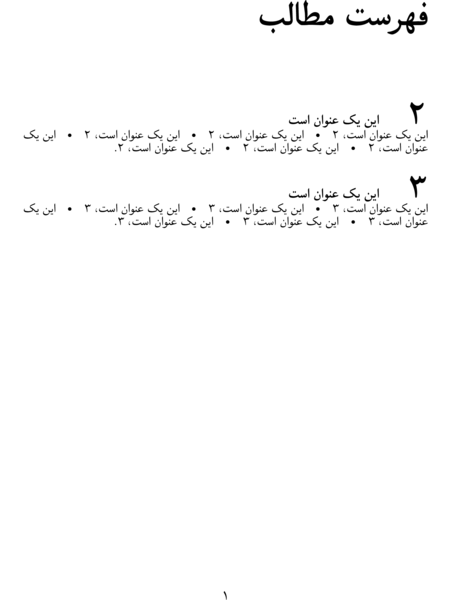 فهرست مطالب
۲ این یک عنوان است
این یک عنوان است، ۲ • این یک عنوان است، ۲ • این یک عنوان است، ۲ • این یک
عنوان است، ۲ • این یک عنوان است، ۲ • این یک عنوان است، ۲.
۳ این یک عنوان است
این یک عنوان است، ۳ • این یک عنوان است، ۳ • این یک عنوان است، ۳ • این یک
عنوان است، ۳ • این یک عنوان است، ۳ • این یک عنوان است، ۳.
۱